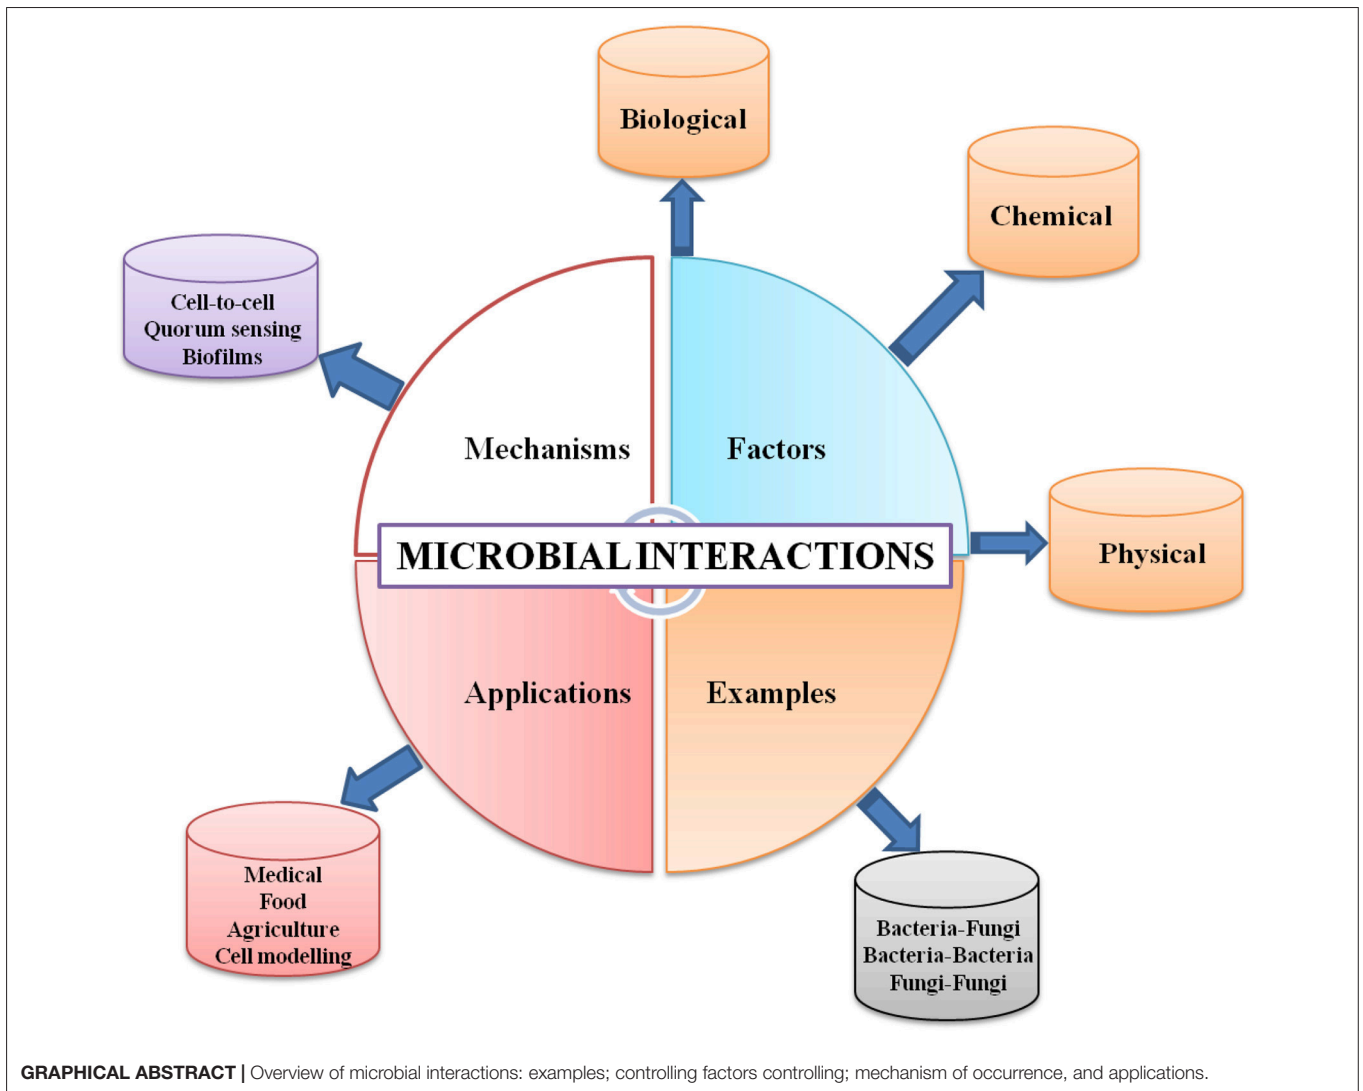 Biological
Chemical
Cell-to-cell
Quorum sensing
Biofilms
Mechanisms
Factors
MICROBIAL INTERACTIONS
Physical
Applications
Examples
Medical
Food
Agriculture
Cell modelling
Bacteria-Fungi
Bacteria-Bacteria
Fungi-Fungi
GRAPHICAL ABSTRACT | Overview of microbial interactions: examples; controlling factors controlling; mechanism of occurrence, and applications.